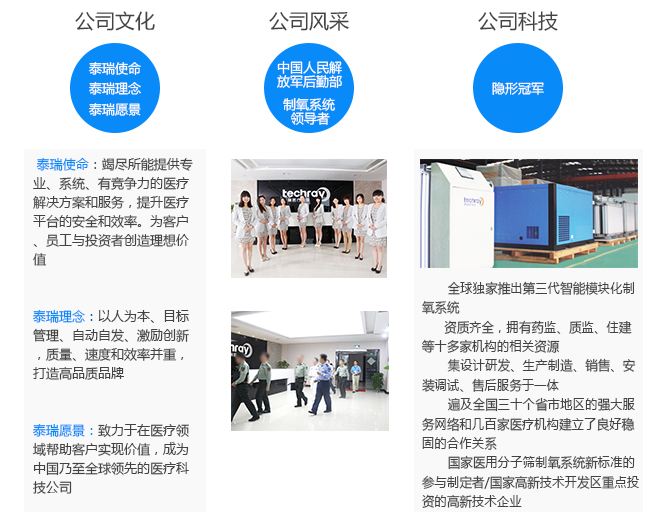 公司文化
泰瑞使命
泰瑞理念
泰瑞愿景
泰瑞使命：竭尽所能提供专
业、系统、有竞争力的医疗
解决方案和服务，提升医疗
平台的安全和效率。为客户
、员工与投资者创造理想价
值
泰瑞理念：以人为本、目标
管理、自动自发、激励创新
，质量、速度和效率并重，
打造高品质品牌
泰瑞愿景：致力于在医疗领
域帮助客户实现价值，成为
中国乃至全球领先的医疗科
技公司
公司风采
中国人民解
放军后勤部
制氧系统
领导者
techray
techray
公司科技
隐形冠军
techray
全球独家推出第三代智能模块化制
氧系统
资质齐全，拥有药监、质监、住建
等十多家机构的相关资源
集设计研发、生产制造、销售、安
装调试、售后服务于一体
遍及全国三十个省市地区的强大服
务网络和几百家医疗机构建立了良好稳
固的合作关系
国家医用分子筛制氧系统新标准的
参与制定者/国家高新技术开发区重点投
资的高新技术企业